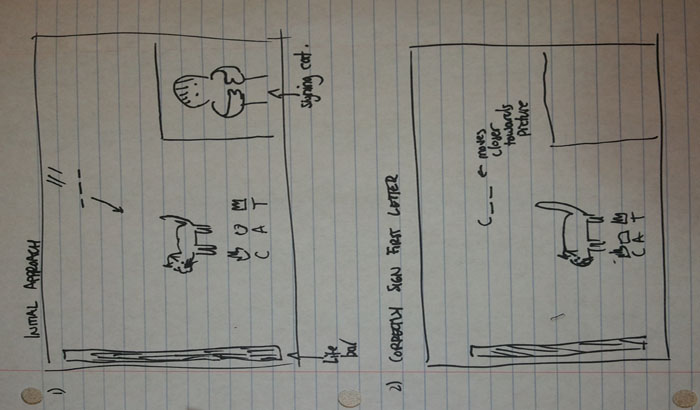 1) INITIAL APPROACH
C A T
signing cat.
life
bar
2) CORRECTLY SIGN FIRST LETTER
C _ _ ← moves
closer
towards
picture
C A T